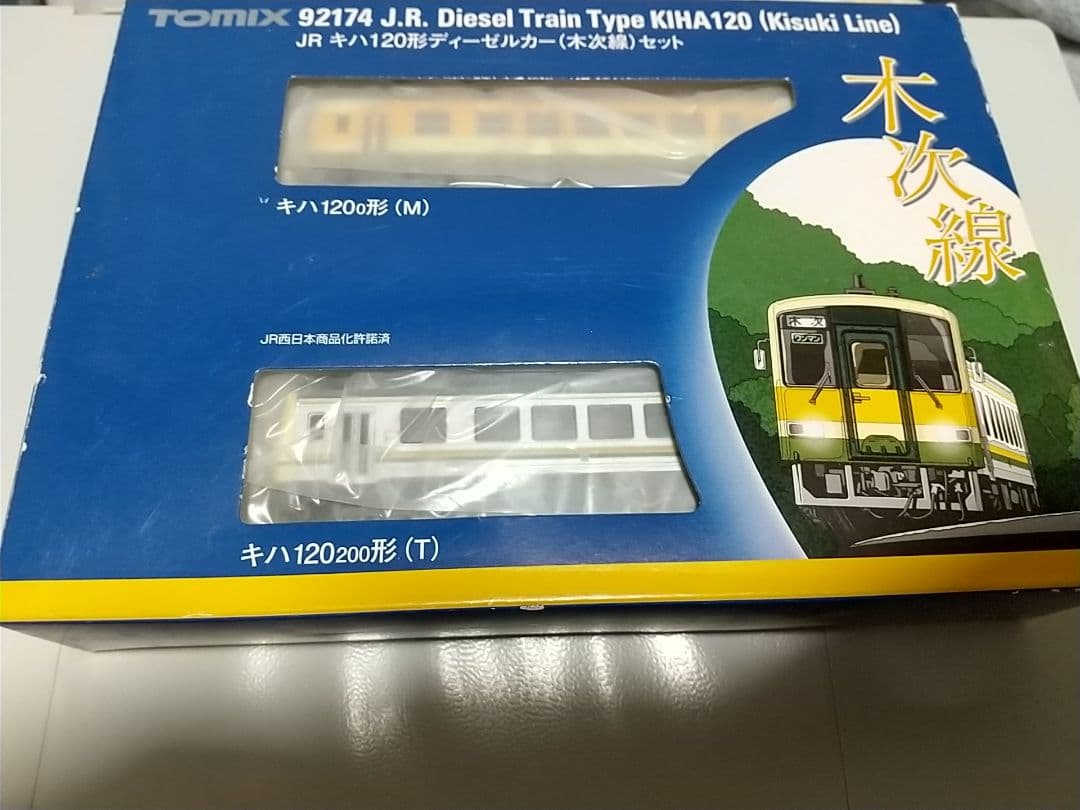 TOMIX 92174 J.R. Diesel Train Type KIHA120 (Kisuki Line)
JR キハ120形ディーゼルカー(木次線)セット
木次線
キハ1200形(M)
JR西日本商品化許諾済
木次
ワンマン
キハ120200形(T)